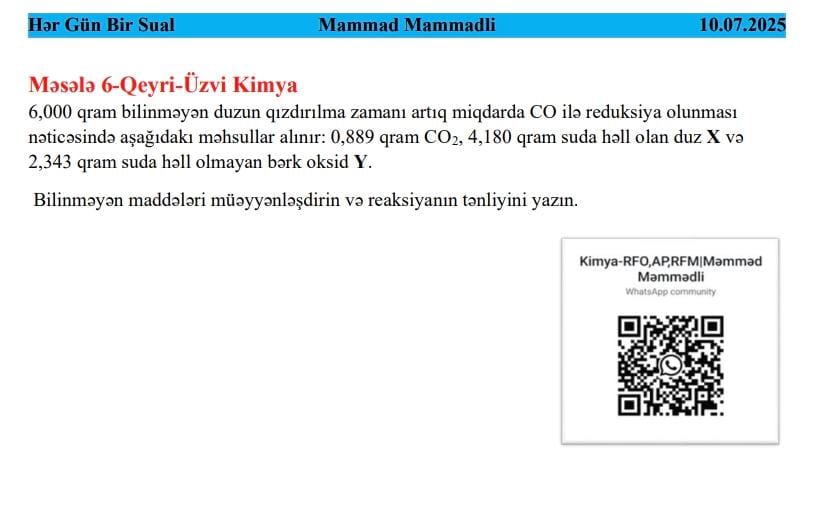 Hər Gün Bir Sual Mammad Mammadli 10.07.2025
Məsələ 6-Qeyri-Üzvi Kimya
6,000 qram bilinməyən duzun qızdırılma zamanı artıq miqdarda CO ilə reduksiya olunması
nəticəsində aşağıdakı məhsullar alınır: 0,889 qram CO₂, 4,180 qram suda həll olan duz X və
2,343 qram suda həll olmayan bərk oksid Y.
Bilinməyən maddələri müəyyənləşdirin və reaksiyanın tənliyini yazın.
Kimya-RFO,AP,RFM|Məmməd
Məmmədli
WhatsApp community